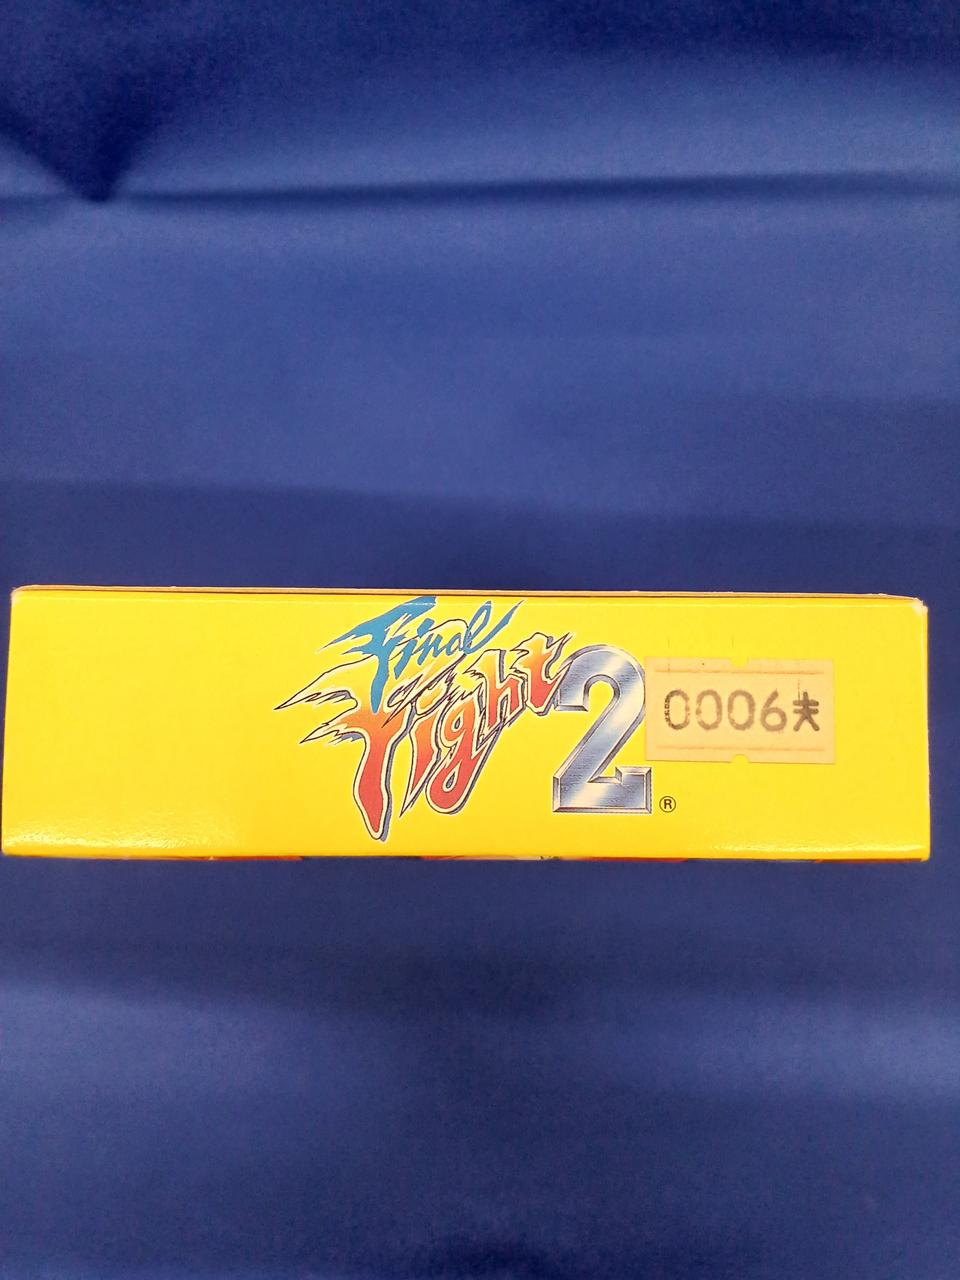 Final
Fight 2 ®
0006夫